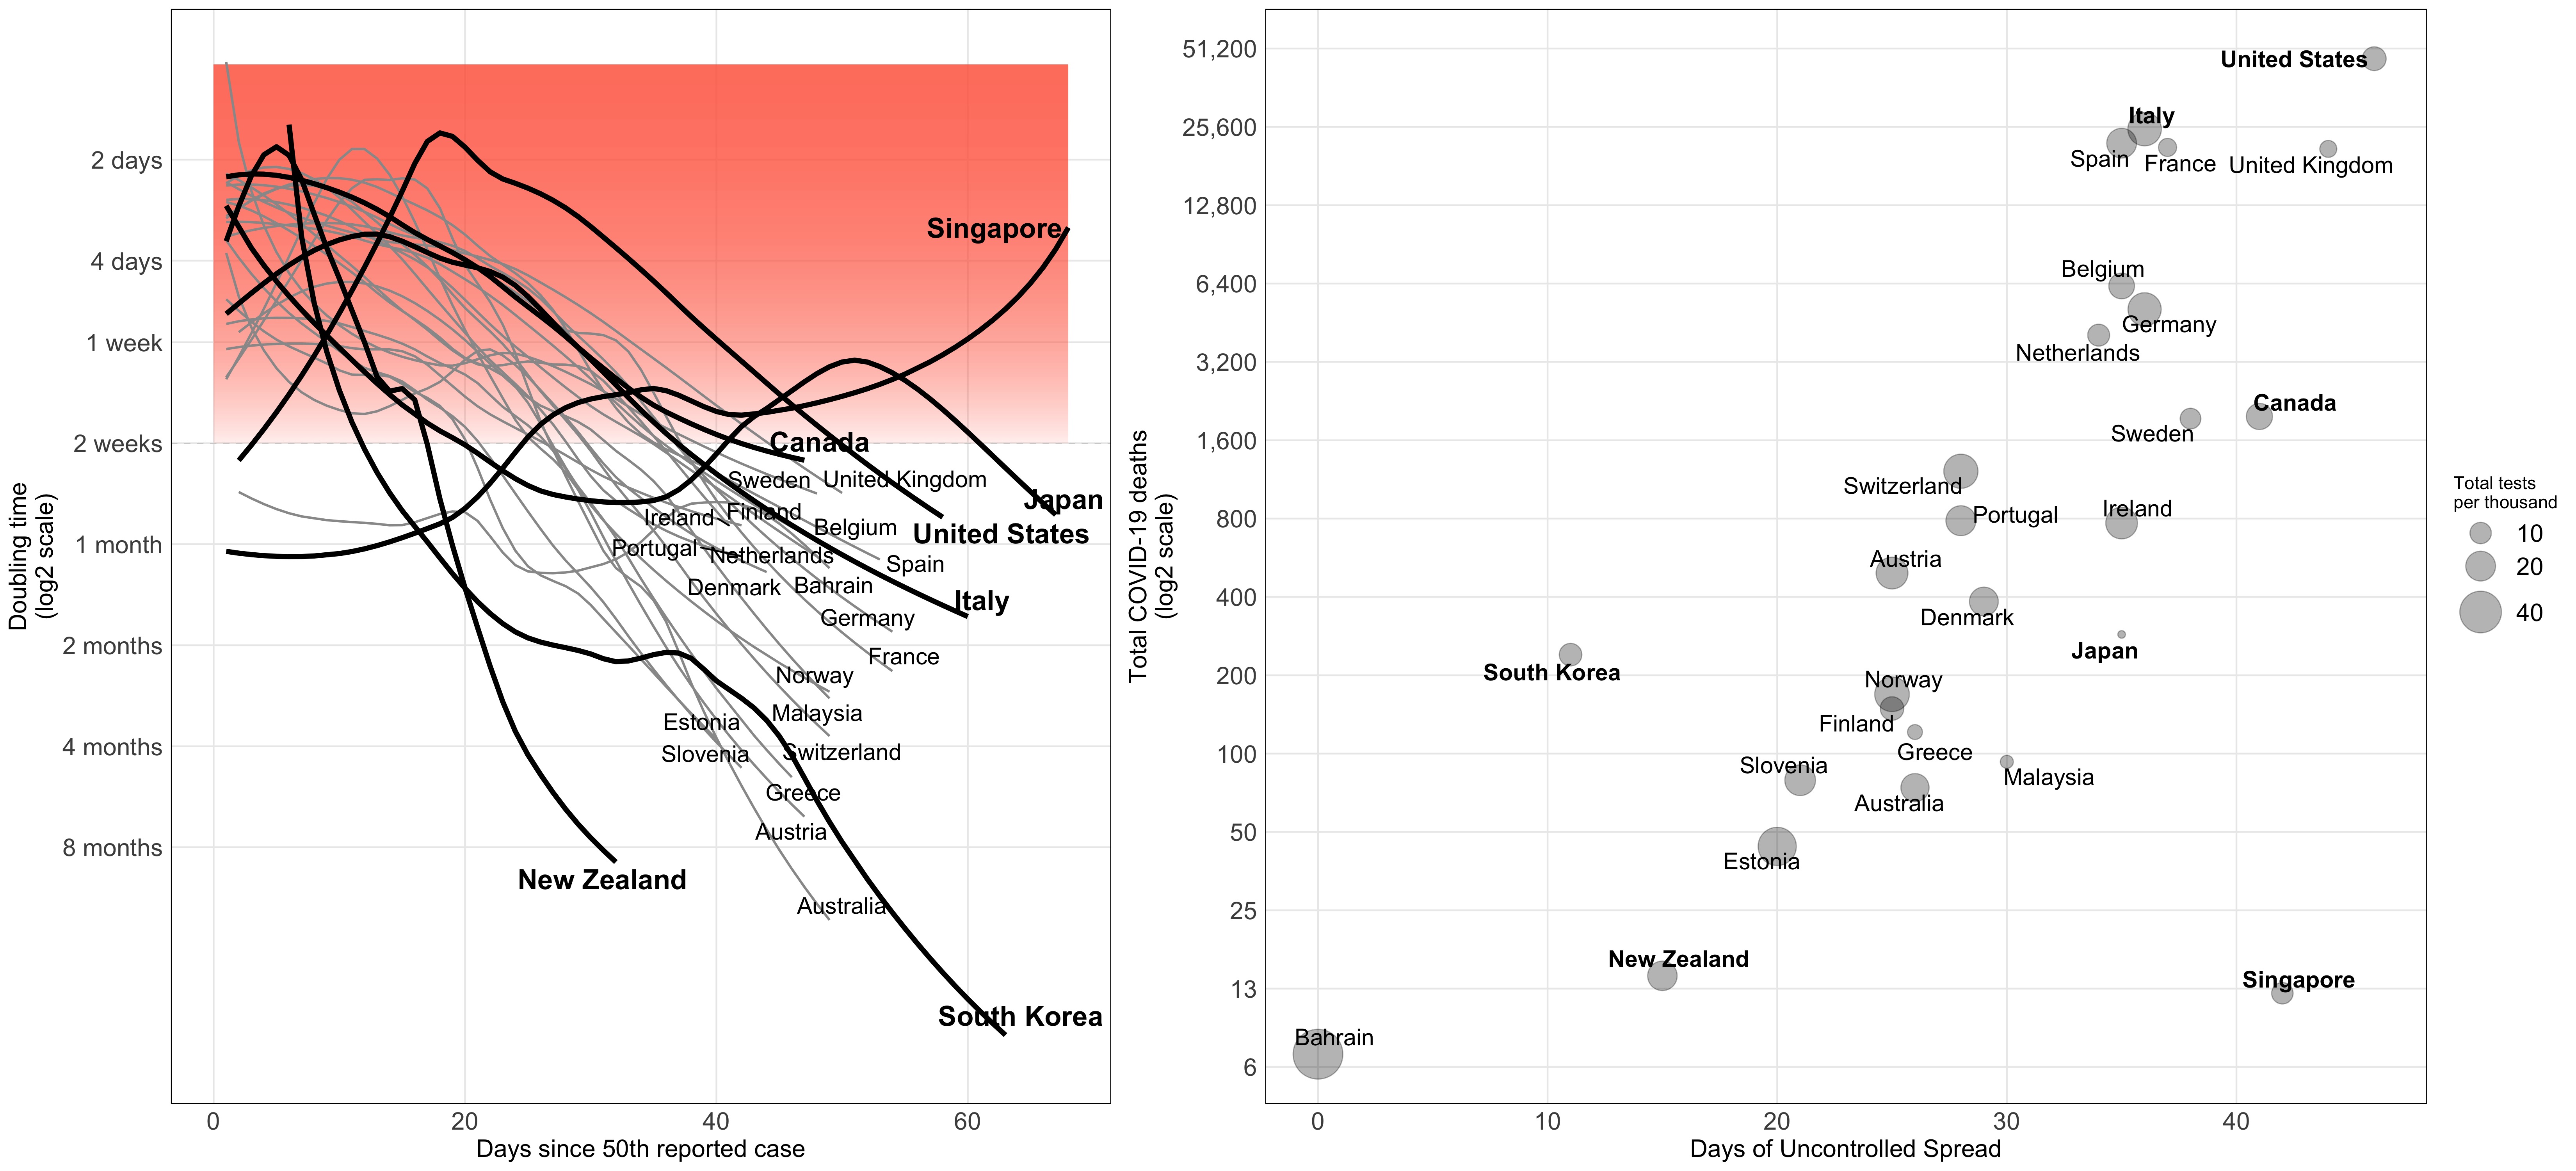 Doubling time
(log2 scale)
2 days
4 days
1 week
2 weeks
1 month
2 months
4 months
8 months
Singapore
Canada
Sweden
United Kingdom
Japan
Ireland
Finland
Belgium
United States
Portugal
Netherlands
Spain
Denmark
Bahrain
Italy
Germany
France
Norway
Malaysia
Estonia
Slovenia
Switzerland
Greece
Austria
New Zealand
Australia
South Korea
0
20
40
60
Days since 50th reported case
Total COVID-19 deaths
(log2 scale)
51,200
25,600
12,800
6,400
3,200
1,600
800
400
200
100
50
25
13
6
United States
Italy
Spain
France
United Kingdom
Belgium
Germany
Netherlands
Canada
Sweden
Switzerland
Portugal
Ireland
Austria
Denmark
Japan
South Korea
Norway
Finland
Greece
Slovenia
Malaysia
Australia
Estonia
New Zealand
Singapore
Bahrain
0
10
20
30
40
Days of Uncontrolled Spread
Total tests
per thousand
10
20
40